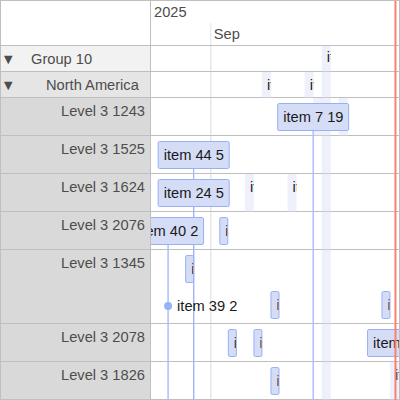 2025
Sep
▼ Group 10
▼ North America
Level 3 1243
item 7 19
Level 3 1525
item 44 5
Level 3 1624
item 24 5
Level 3 2076
40 2
Level 3 1345
item 39 2
Level 3 2078
item
Level 3 1826